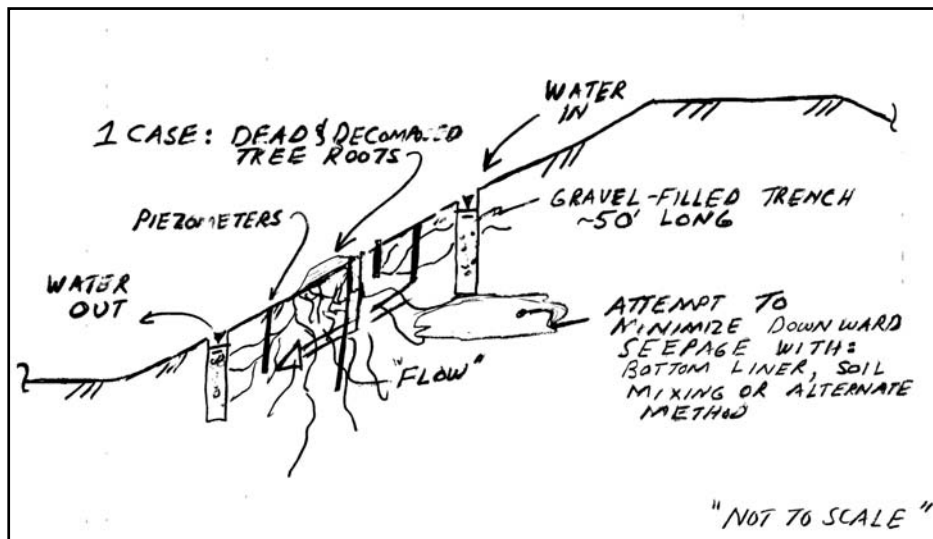 WATER
IN
1 CASE: DEAD & DECOMPOSED
TREE ROOTS
GRAVEL-FILLED TRENCH
~50' LONG
PIEZOMETERS
WATER
OUT
ATTEMPT TO
MINIMIZE DOWNWARD
SEEPAGE WITH:
BOTTOM LINER, SOIL
MIXING OR ALTERNATE
METHOD
"FLOW"
"NOT TO SCALE"